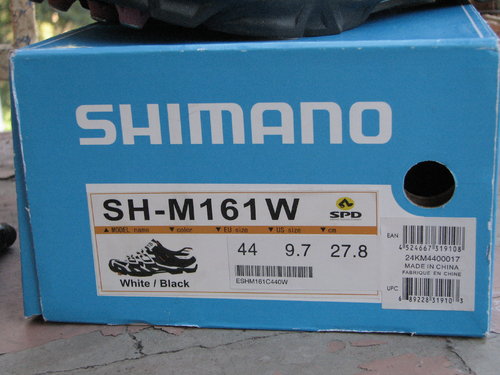 SHIMANO
SH-M161W
SPD
▲ MODEL name ▼ color ▼ EU size ▼ US size ▼ cm
44 9.7 27.8
White / Black
ESHM161C440W
EAN
4 524667 319108
24KM4400017
MADE IN CHINA
FABRIQUE EN CHINE
UPC
6 89228 31910 3